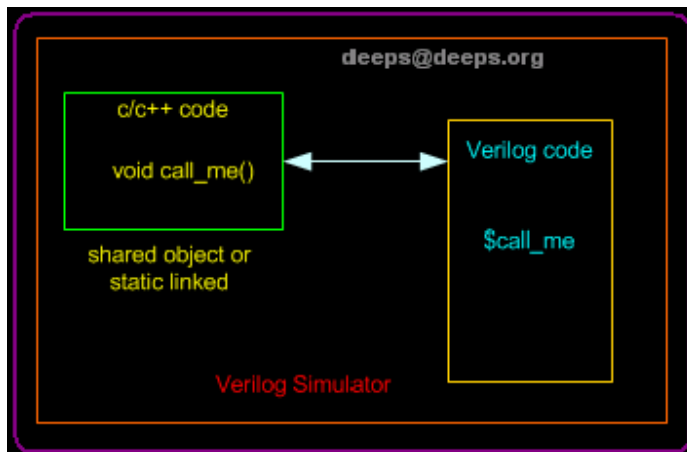 deeps@deeps.org
c/c++ code
void call_me()
shared object or
static linked
Verilog code
$call_me
Verilog Simulator